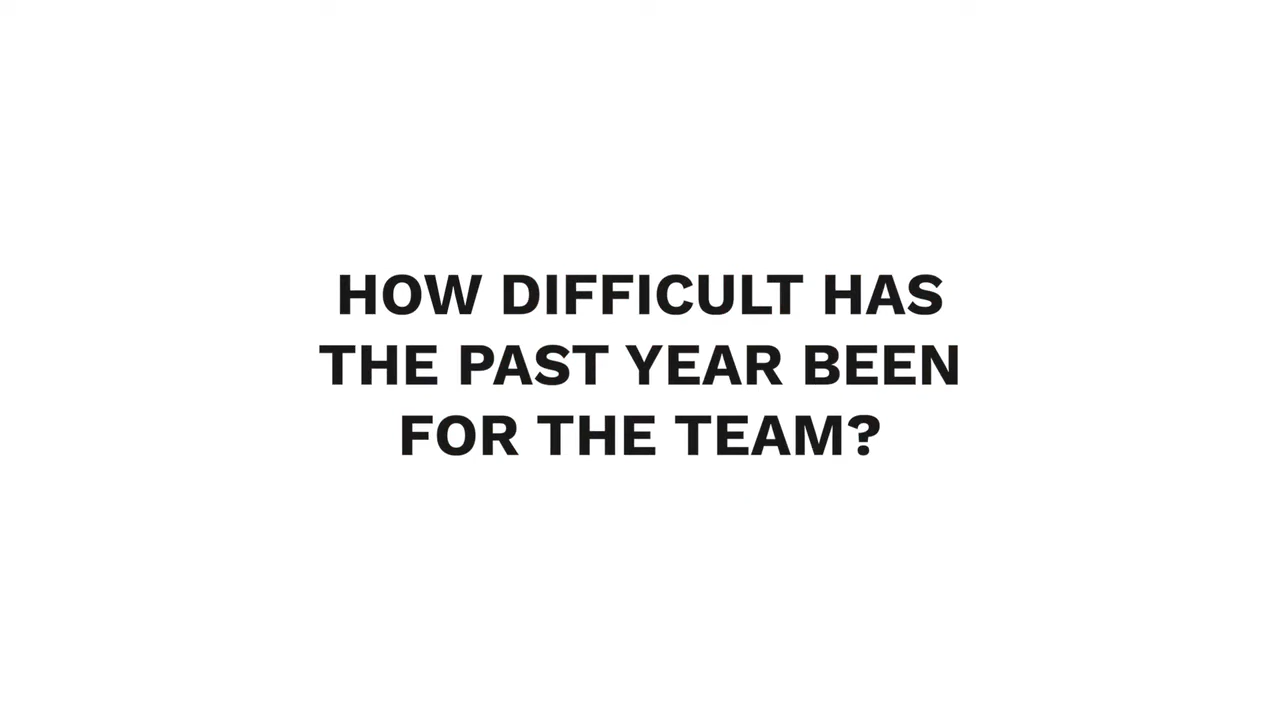 HOW DIFFICULT HAS
THE PAST YEAR BEEN
FOR THE TEAM?